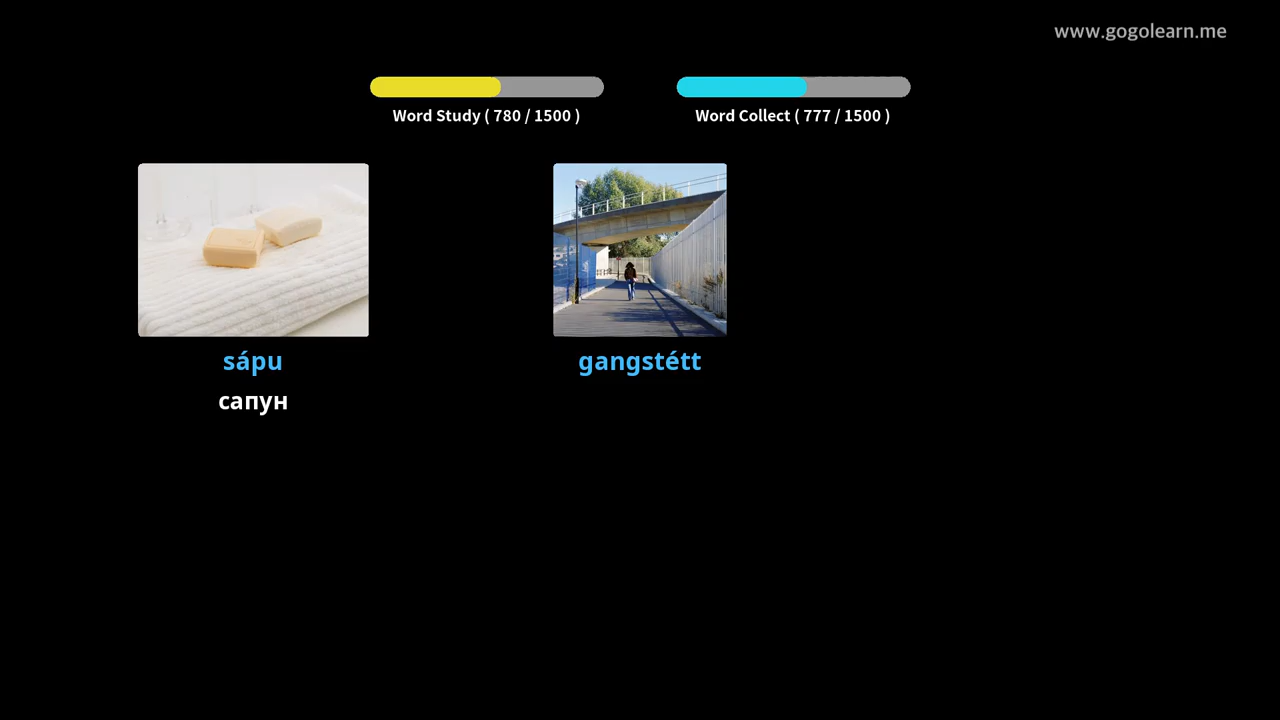 www.gogolearn.me
Word Study ( 780 / 1500 )
Word Collect ( 777 / 1500 )
sápu
gangstétt
сапун